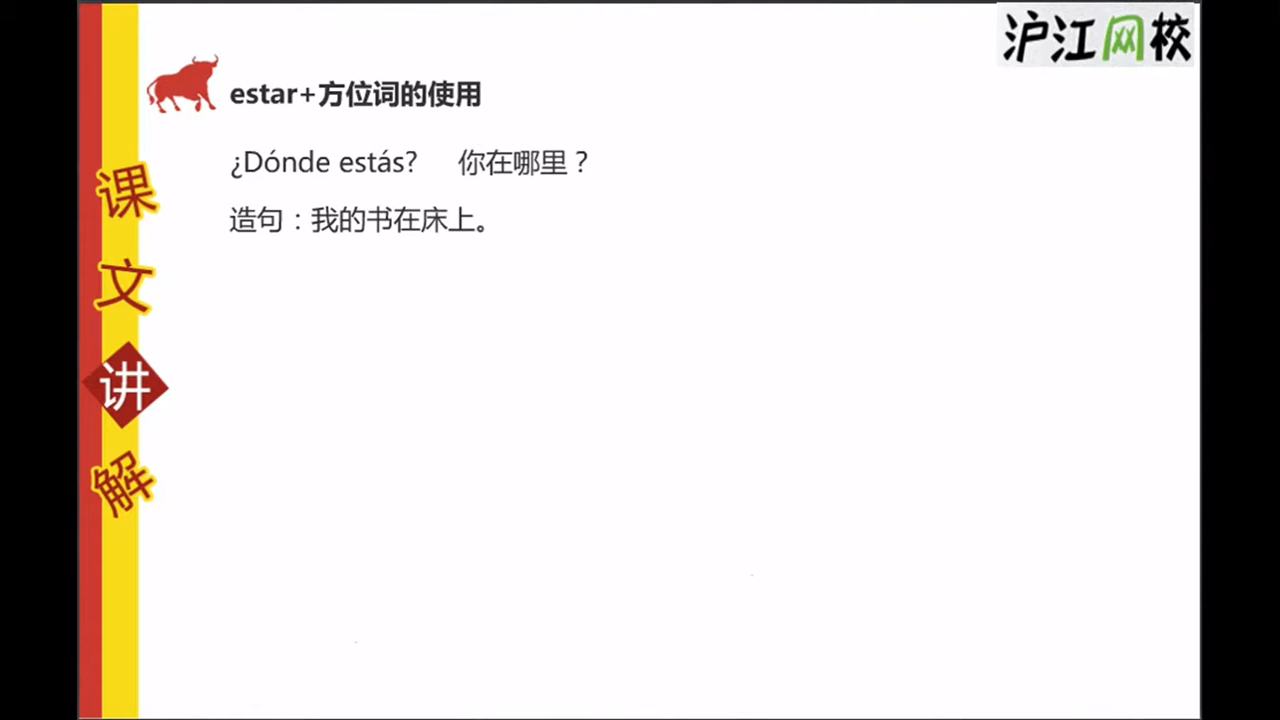 沪江网校
estar+方位词的使用
¿Dónde estás? 你在哪里？
造句：我的书在床上。
课
文
讲
解